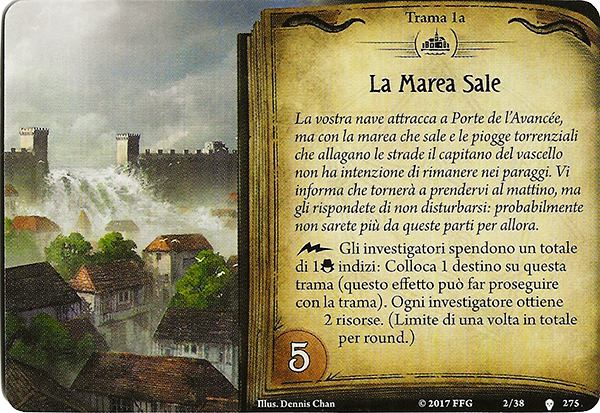 Trama 1a
La Marea Sale
La vostra nave attracca a Porte de l'Avancée,
ma con la marea che sale e le piogge torrenziali
che allagano le strade il capitano del vascello
non ha intenzione di rimanere nei paraggi. Vi
informa che tornerà a prendervi al mattino, ma
gli rispondete di non disturbarsi: probabilmente
non sarete più da queste parti per allora.
Gli investigatori spendono un totale
di 1 indizi: Colloca 1 destino su questa
trama (questo effetto può far proseguire
con la trama). Ogni investigatore ottiene
2 risorse. (Limite di una volta in totale
per round.)
5
Illus. Dennis Chan © 2017 FFG 2/38 275